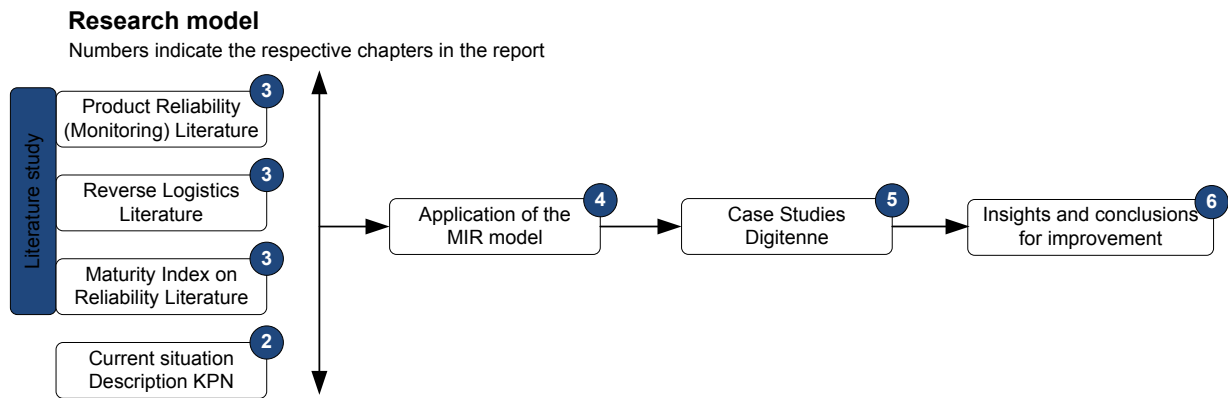 Research model
Numbers indicate the respective chapters in the report
Literature study
3
Product Reliability
(Monitoring) Literature
3
Reverse Logistics
Literature
3
Maturity Index on
Reliability Literature
2
Current situation
Description KPN
4
Application of the
MIR model
5
Case Studies
Digitenne
6
Insights and conclusions
for improvement